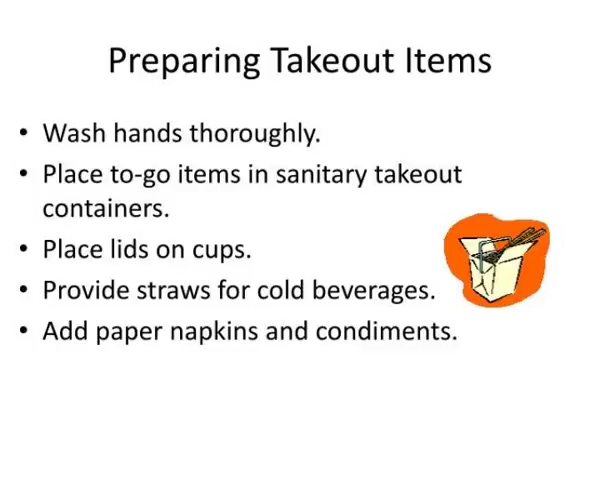 Preparing Takeout Items
• Wash hands thoroughly.
• Place to-go items in sanitary takeout
containers.
• Place lids on cups.
• Provide straws for cold beverages.
• Add paper napkins and condiments.